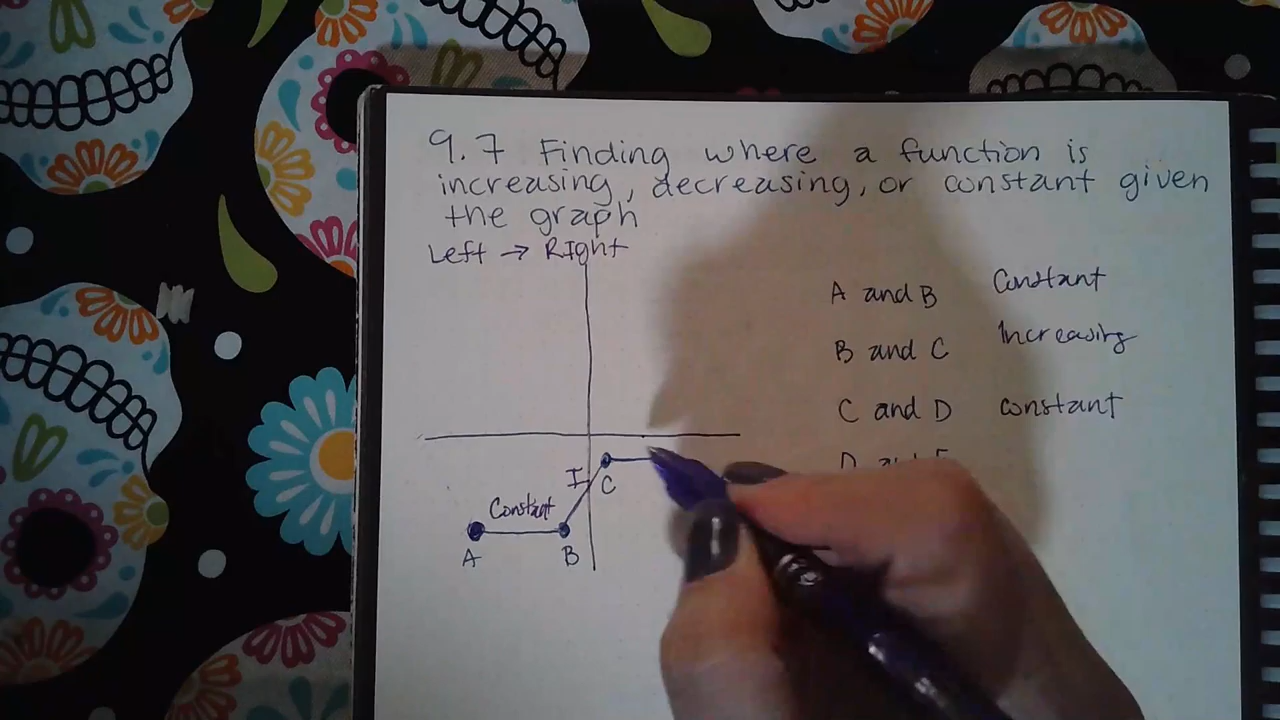 9.7 Finding where a function is
increasing, decreasing, or constant given
the graph
Left → Right
A and B Constant
B and C Increasing
C and D constant
D and
I
C
Constant
A
B